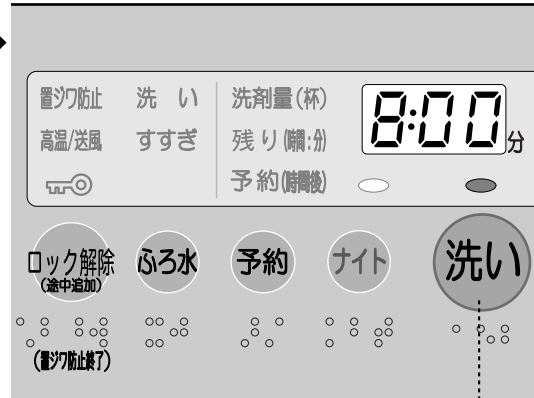 置ジワ防止 洗い 洗剤量(杯)
高温/送風 すすぎ 残り(時間:分)
予約(時間後)
8:00分
ロック解除 ふろ水 予約 ナイト 洗い
(途中追加)
(置ジワ防止終了)